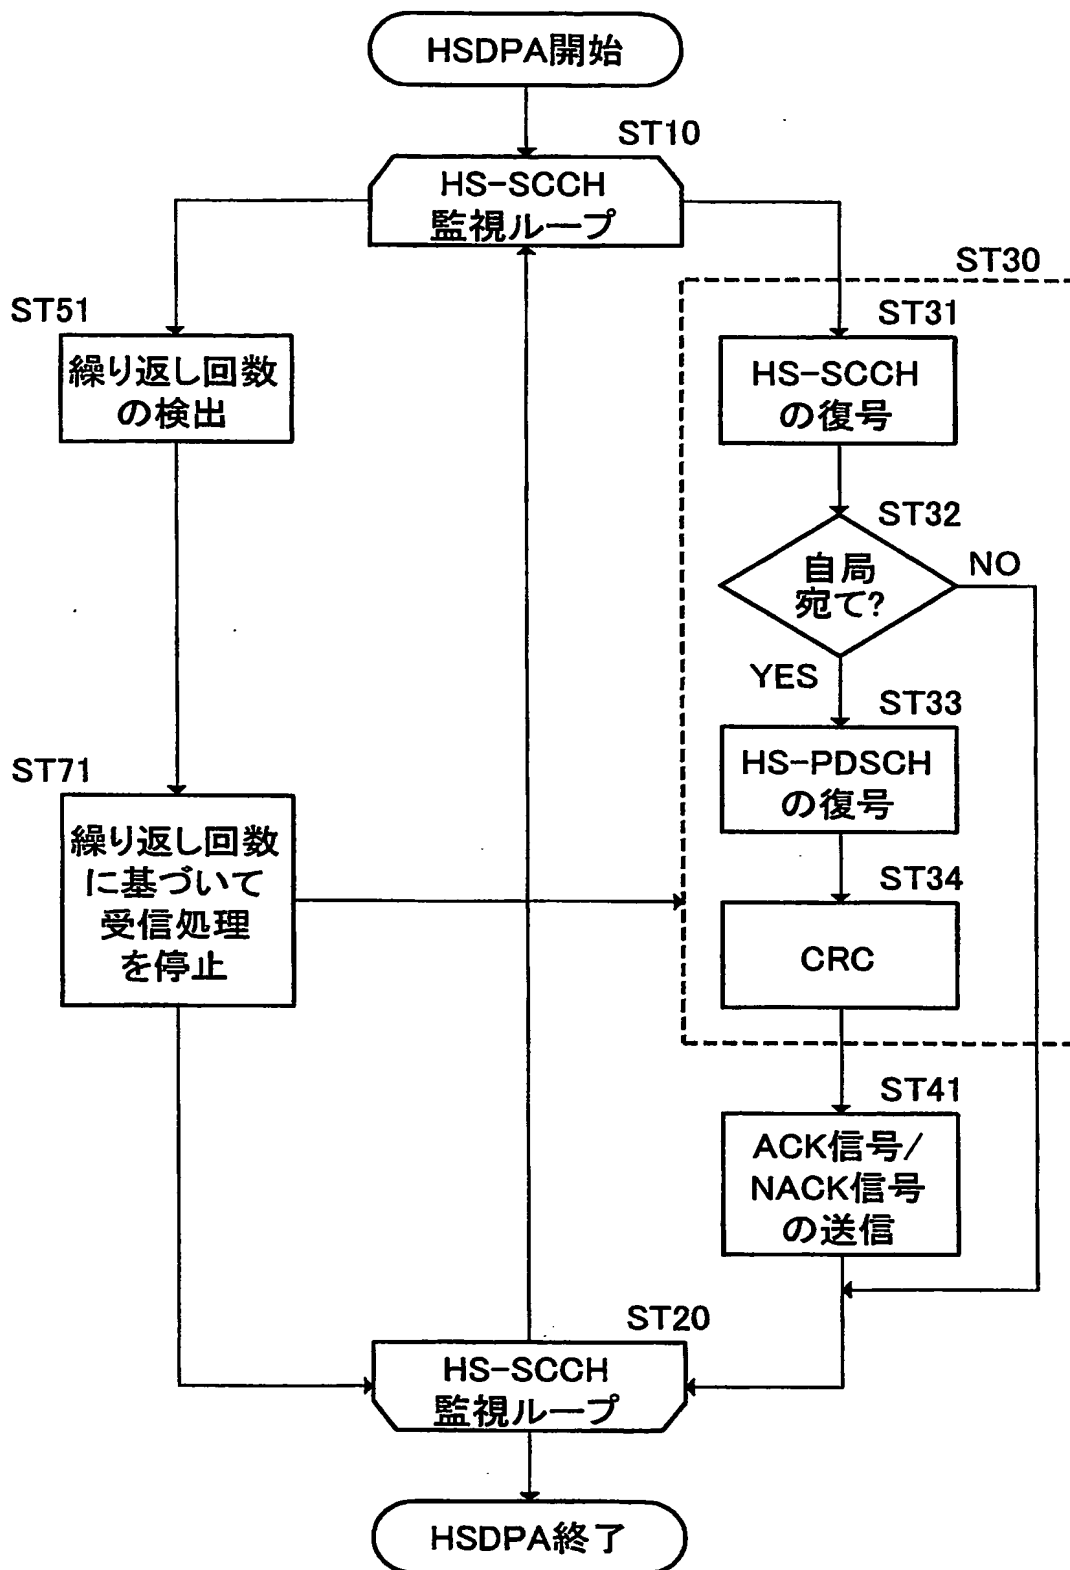 HSDPA開始
ST10
HS-SCCH
監視ループ
ST51
繰り返し回数
の検出
ST71
繰り返し回数
に基づいて
受信処理
を停止
ST30
ST31
HS-SCCH
の復号
ST32
自局
宛て?
NO
YES
ST33
HS-PDSCH
の復号
ST34
CRC
ST41
ACK信号/
NACK信号
の送信
ST20
HS-SCCH
監視ループ
HSDPA終了